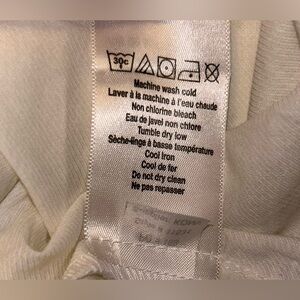 30c
Machine wash cold
Laver à la machine à l'eau chaude
Non chlorine bleach
Eau de javel non chlore
Tumble dry low
Sèche-linge à basse température
Cool Iron
Cool de fer
Do not dry clean
Ne pas repasser